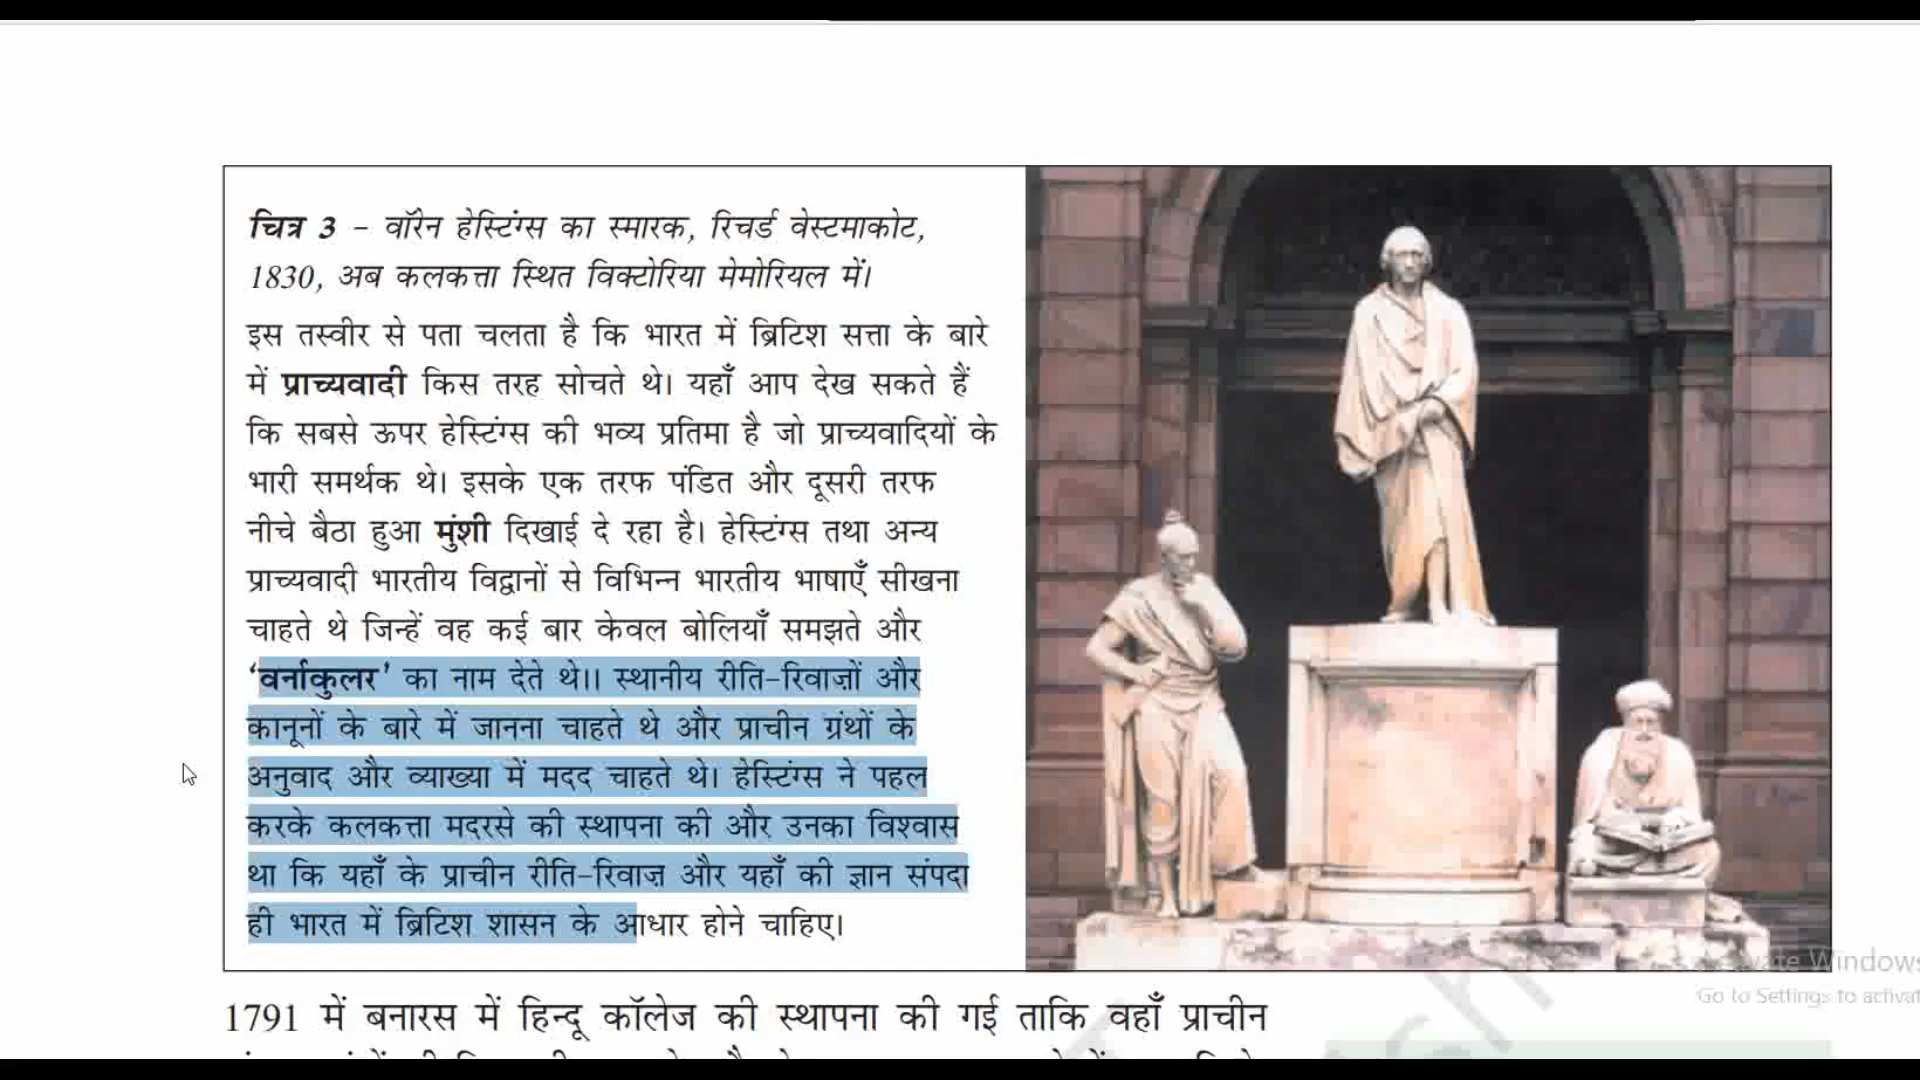 चित्र 3 – वॉरेन हेस्टिंग्स का स्मारक, रिचर्ड वेस्टमाकोट,
1830, अब कलकत्ता स्थित विक्टोरिया मेमोरियल में।
इस तस्वीर से पता चलता है कि भारत में ब्रिटिश सत्ता के बारे
में प्राच्यवादी किस तरह सोचते थे। यहाँ आप देख सकते हैं
कि सबसे ऊपर हेस्टिंग्स की भव्य प्रतिमा है जो प्राच्यवादियों के
भारी समर्थक थे। इसके एक तरफ पंडित और दूसरी तरफ
नीचे बैठा हुआ मुंशी दिखाई दे रहा है। हेस्टिंग्स तथा अन्य
प्राच्यवादी भारतीय विद्वानों से विभिन्न भारतीय भाषाएँ सीखना
चाहते थे जिन्हें वह कई बार केवल बोलियाँ समझते और
‘वर्नाकुलर’ का नाम देते थे।। स्थानीय रीति-रिवाज़ों और
कानूनों के बारे में जानना चाहते थे और प्राचीन ग्रंथों के
अनुवाद और व्याख्या में मदद चाहते थे। हेस्टिंग्स ने पहल
करके कलकत्ता मदरसे की स्थापना की और उनका विश्वास
था कि यहाँ के प्राचीन रीति-रिवाज़ और यहाँ की ज्ञान संपदा
ही भारत में ब्रिटिश शासन के आधार होने चाहिए।
Windows
Go to Settings to activat
1791 में बनारस में हिन्दू कॉलेज की स्थापना की गई ताकि वहाँ प्राचीन